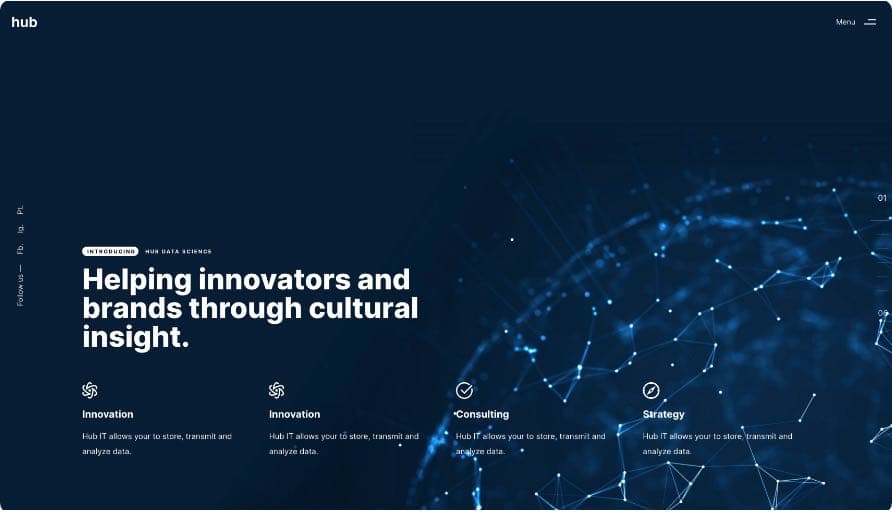 hub
Menu
01
Follow us — Fb. Ig. Pt.
INTRODUCING HUB DATA SCIENCE
Helping innovators and
brands through cultural
insight.
06
Innovation
Hub IT allows your to store, transmit and
analyze data.
Innovation
Hub IT allows your to store, transmit and
analyze data.
Consulting
Hub IT allows your to store, transmit and
analyze data.
Strategy
Hub IT allows your to store, transmit and
analyze data.